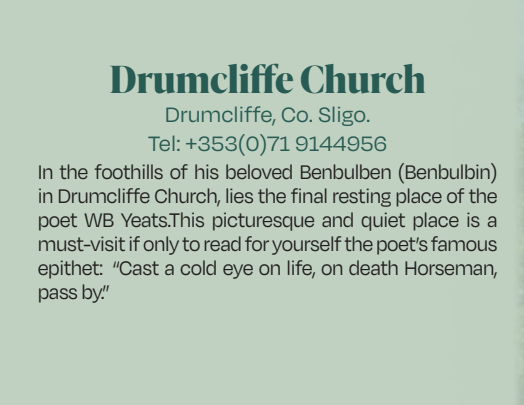 Drumcliffe Church
Drumcliffe, Co. Sligo.
Tel: +353(0)71 9144956
In the foothills of his beloved Benbulben (Benbulbin)
in Drumcliffe Church, lies the final resting place of the
poet WB Yeats.This picturesque and quiet place is a
must-visit if only to read for yourself the poet’s famous
epithet: “Cast a cold eye on life, on death Horseman,
pass by.”